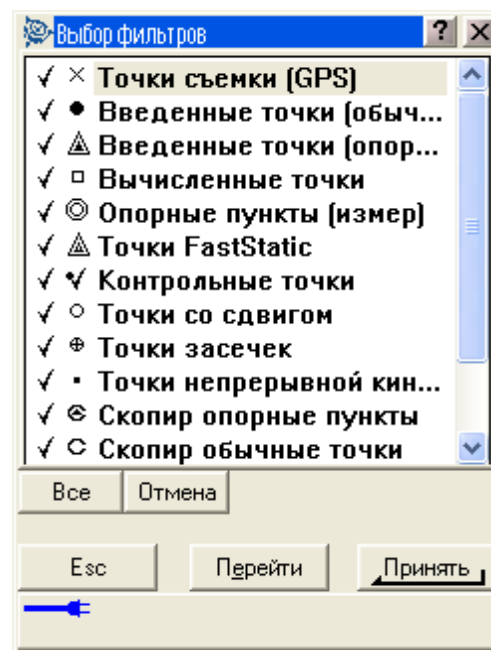 Выбор фильтров ? ×
Точки съемки (GPS)
Введенные точки (обыч...
Введенные точки (опор...
Вычисленные точки
Опорные пункты (измер)
Точки FastStatic
Контрольные точки
Точки со сдвигом
Точки засечек
Точки непрерывной кин...
Скопир опорные пункты
Скопир обычные точки
Все Отмена
Esc Перейти Принять